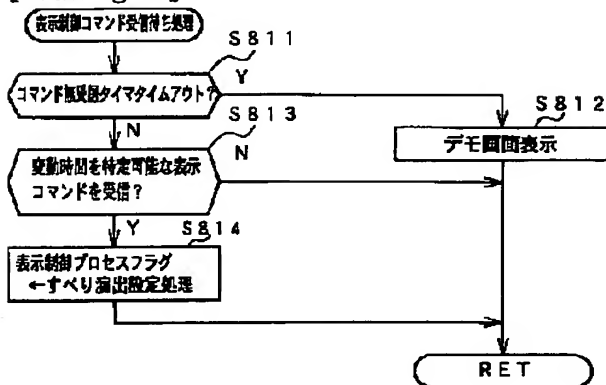 表示制御コマンド受信待ち処理
S811
コマンド無受信タイマタイムアウト?
Y
S812
N
S813
デモ画面表示
変動時間を特定可能な表示
コマンドを受信?
N
Y
S814
表示制御プロセスフラグ
←すべり演出設定処理
RET